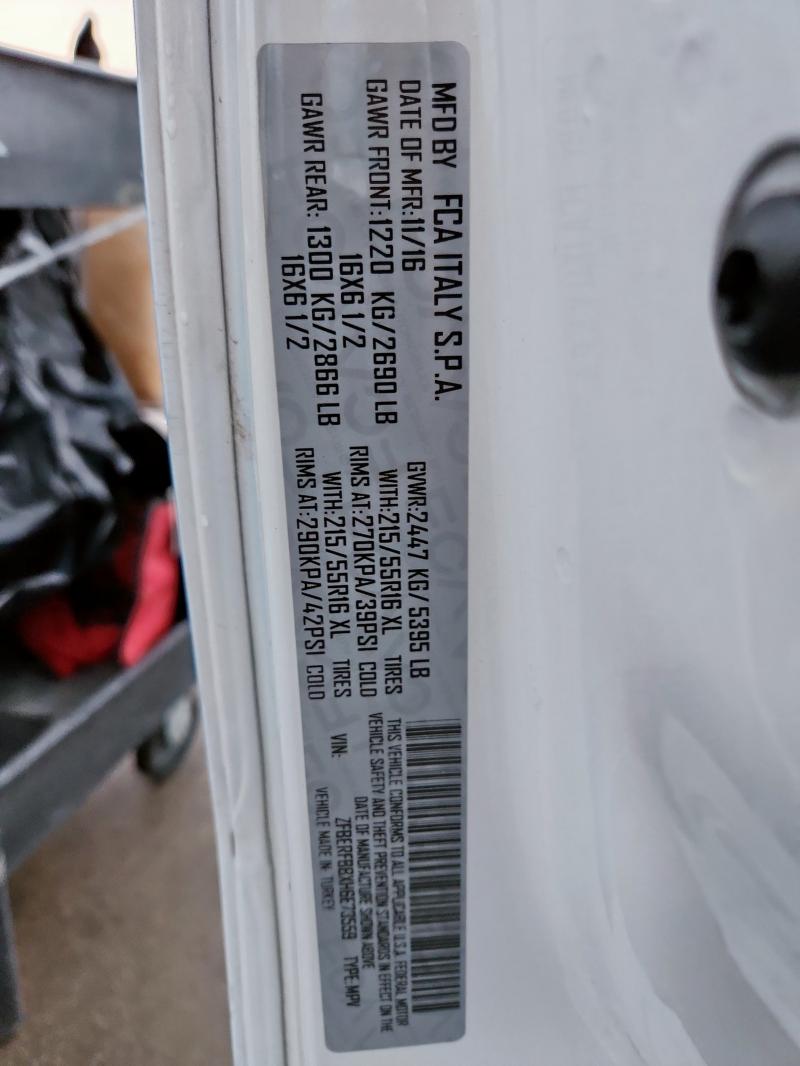 MFD BY FCA ITALY S.P.A.
DATE OF MFR:11/16 GVWR:2447 KG/ 5395 LB
GAWR FRONT:1220 KG/2690 LB WITH:215/55R16 XL TIRES
16X6 1/2 RIMS AT:270KPA/39PSI COLD
GAWR REAR: 1300 KG/2866 LB WITH:215/55R16 XL TIRES
16X6 1/2 RIMS AT:290KPA/42PSI COLD
THIS VEHICLE CONFORMS TO ALL APPLICABLE U.S.A. FEDERAL MOTOR
VEHICLE SAFETY AND THEFT PREVENTION STANDARDS IN EFFECT ON THE
DATE OF MANUFACTURE SHOWN ABOVE
VIN: ZFBERFBBXH6E73559 TYPE:MPV
VEHICLE MADE IN: TURKEY